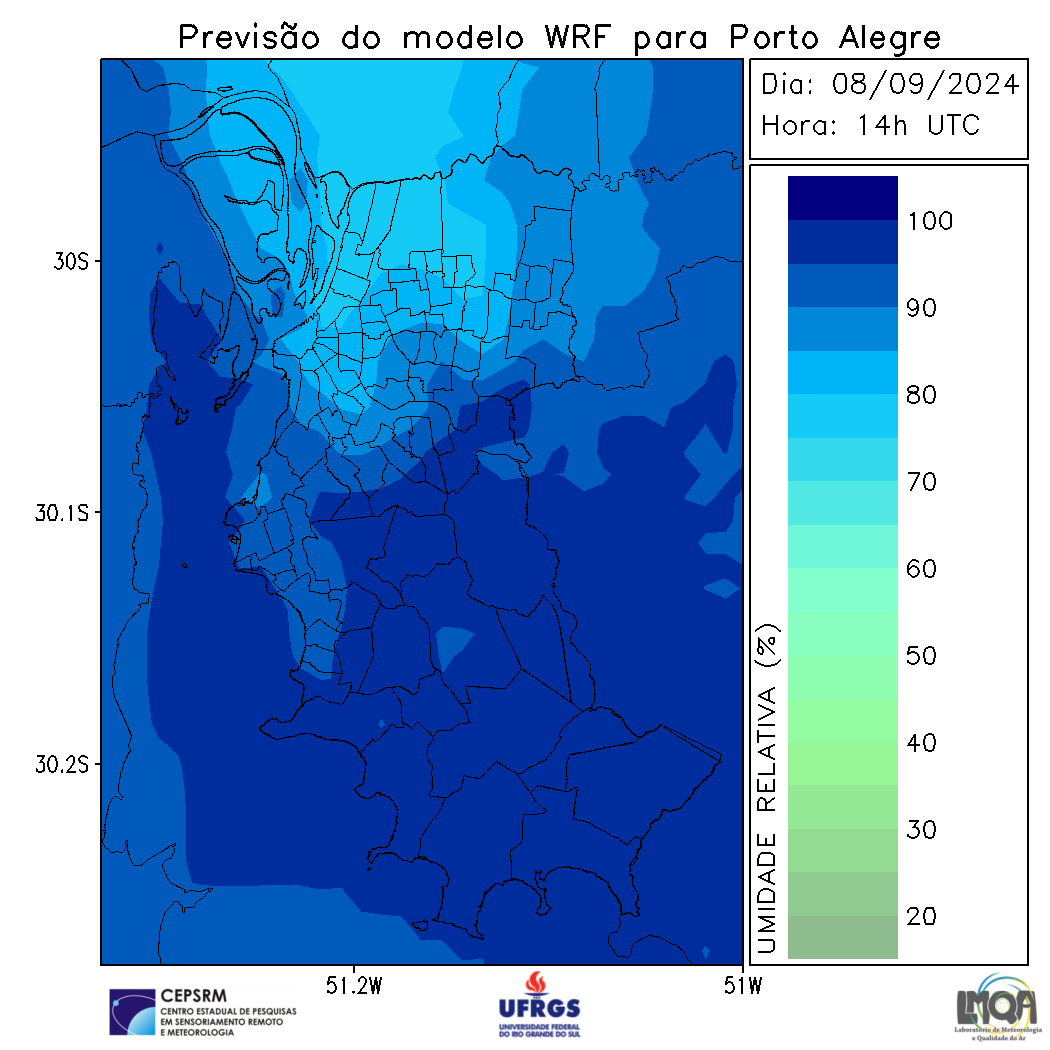 Previsão do modelo WRF para Porto Alegre
Dia: 08/09/2024
Hora: 14h UTC
30S
30.1S
30.2S
51.2W
51W
UMIDADE RELATIVA (%)
100
90
80
70
60
50
40
30
20
CEPSRM
CENTRO ESTADUAL DE PESQUISAS
EM SENSORIAMENTO REMOTO
E METEOROLOGIA
UFRGS
UNIVERSIDADE FEDERAL
DO RIO GRANDE DO SUL
LMQA
Laboratório de Meteorologia
e Qualidade do Ar